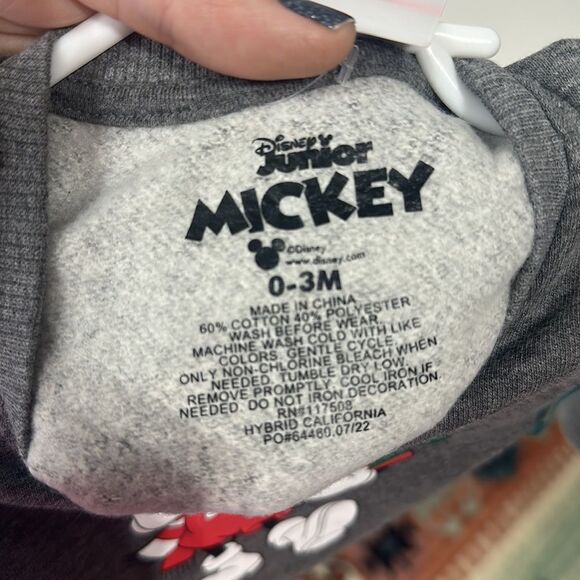 Disney
Junior
MICKEY
©Disney
www.disney.com
0-3M
MADE IN CHINA
60% COTTON 40% POLYESTER
WASH BEFORE WEAR.
MACHINE WASH COLD WITH LIKE
COLORS. GENTLE CYCLE.
ONLY NON-CHLORINE BLEACH WHEN
NEEDED. TUMBLE DRY LOW.
REMOVE PROMPTLY. COOL IRON IF
NEEDED. DO NOT IRON DECORATION.
RN#117508
HYBRID CALIFORNIA
PO#64460.07/22